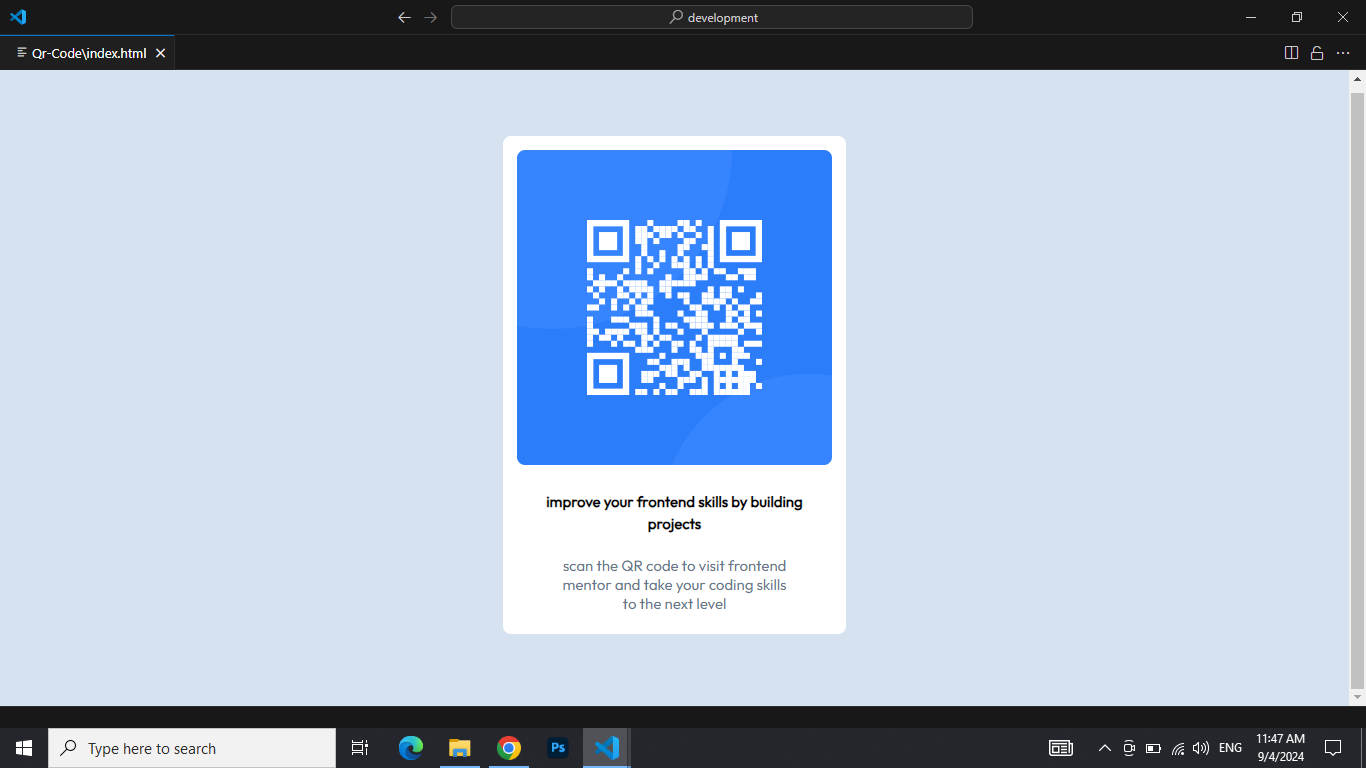 development
Qr-Code\index.html
improve your frontend skills by building
projects
scan the QR code to visit frontend
mentor and take your coding skills
to the next level
Type here to search
Ps
ENG
11:47 AM
9/4/2024